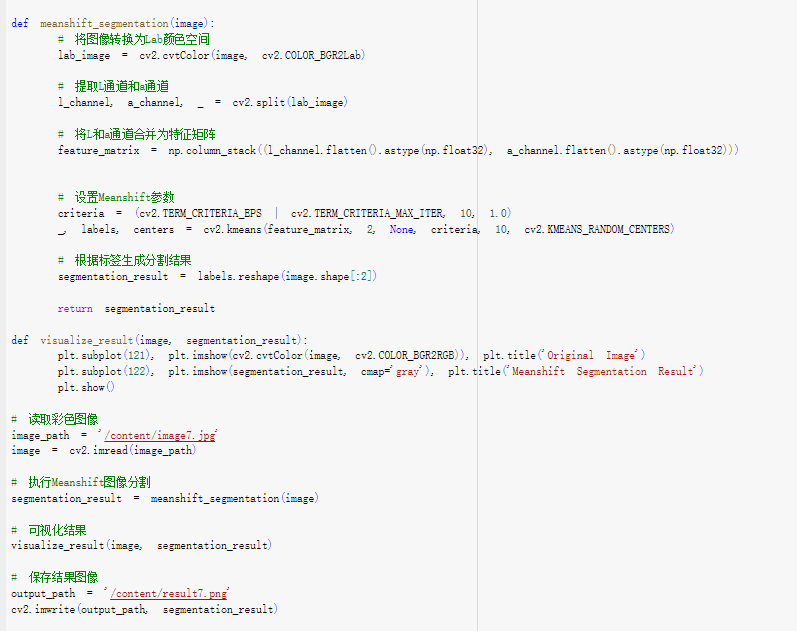 def meanshift_segmentation(image):
# 将图像转换为Lab颜色空间
lab_image = cv2.cvtColor(image, cv2.COLOR_BGR2Lab)
# 提取L通道和a通道
l_channel, a_channel, _ = cv2.split(lab_image)
# 将L和a通道合并为特征矩阵
feature_matrix = np.column_stack((l_channel.flatten().astype(np.float32), a_channel.flatten().astype(np.float32)))
# 设置Meanshift参数
criteria = (cv2.TERM_CRITERIA_EPS | cv2.TERM_CRITERIA_MAX_ITER, 10, 1.0)
_, labels, centers = cv2.kmeans(feature_matrix, 2, None, criteria, 10, cv2.KMEANS_RANDOM_CENTERS)
# 根据标签生成分割结果
segmentation_result = labels.reshape(image.shape[:2])
return segmentation_result
def visualize_result(image, segmentation_result):
plt.subplot(121), plt.imshow(cv2.cvtColor(image, cv2.COLOR_BGR2RGB)), plt.title('Original Image')
plt.subplot(122), plt.imshow(segmentation_result, cmap='gray'), plt.title('Meanshift Segmentation Result')
plt.show()
# 读取彩色图像
image_path = '/content/image7.jpg'
image = cv2.imread(image_path)
# 执行Meanshift图像分割
segmentation_result = meanshift_segmentation(image)
# 可视化结果
visualize_result(image, segmentation_result)
# 保存结果图像
output_path = '/content/result7.png'
cv2.imwrite(output_path, segmentation_result)